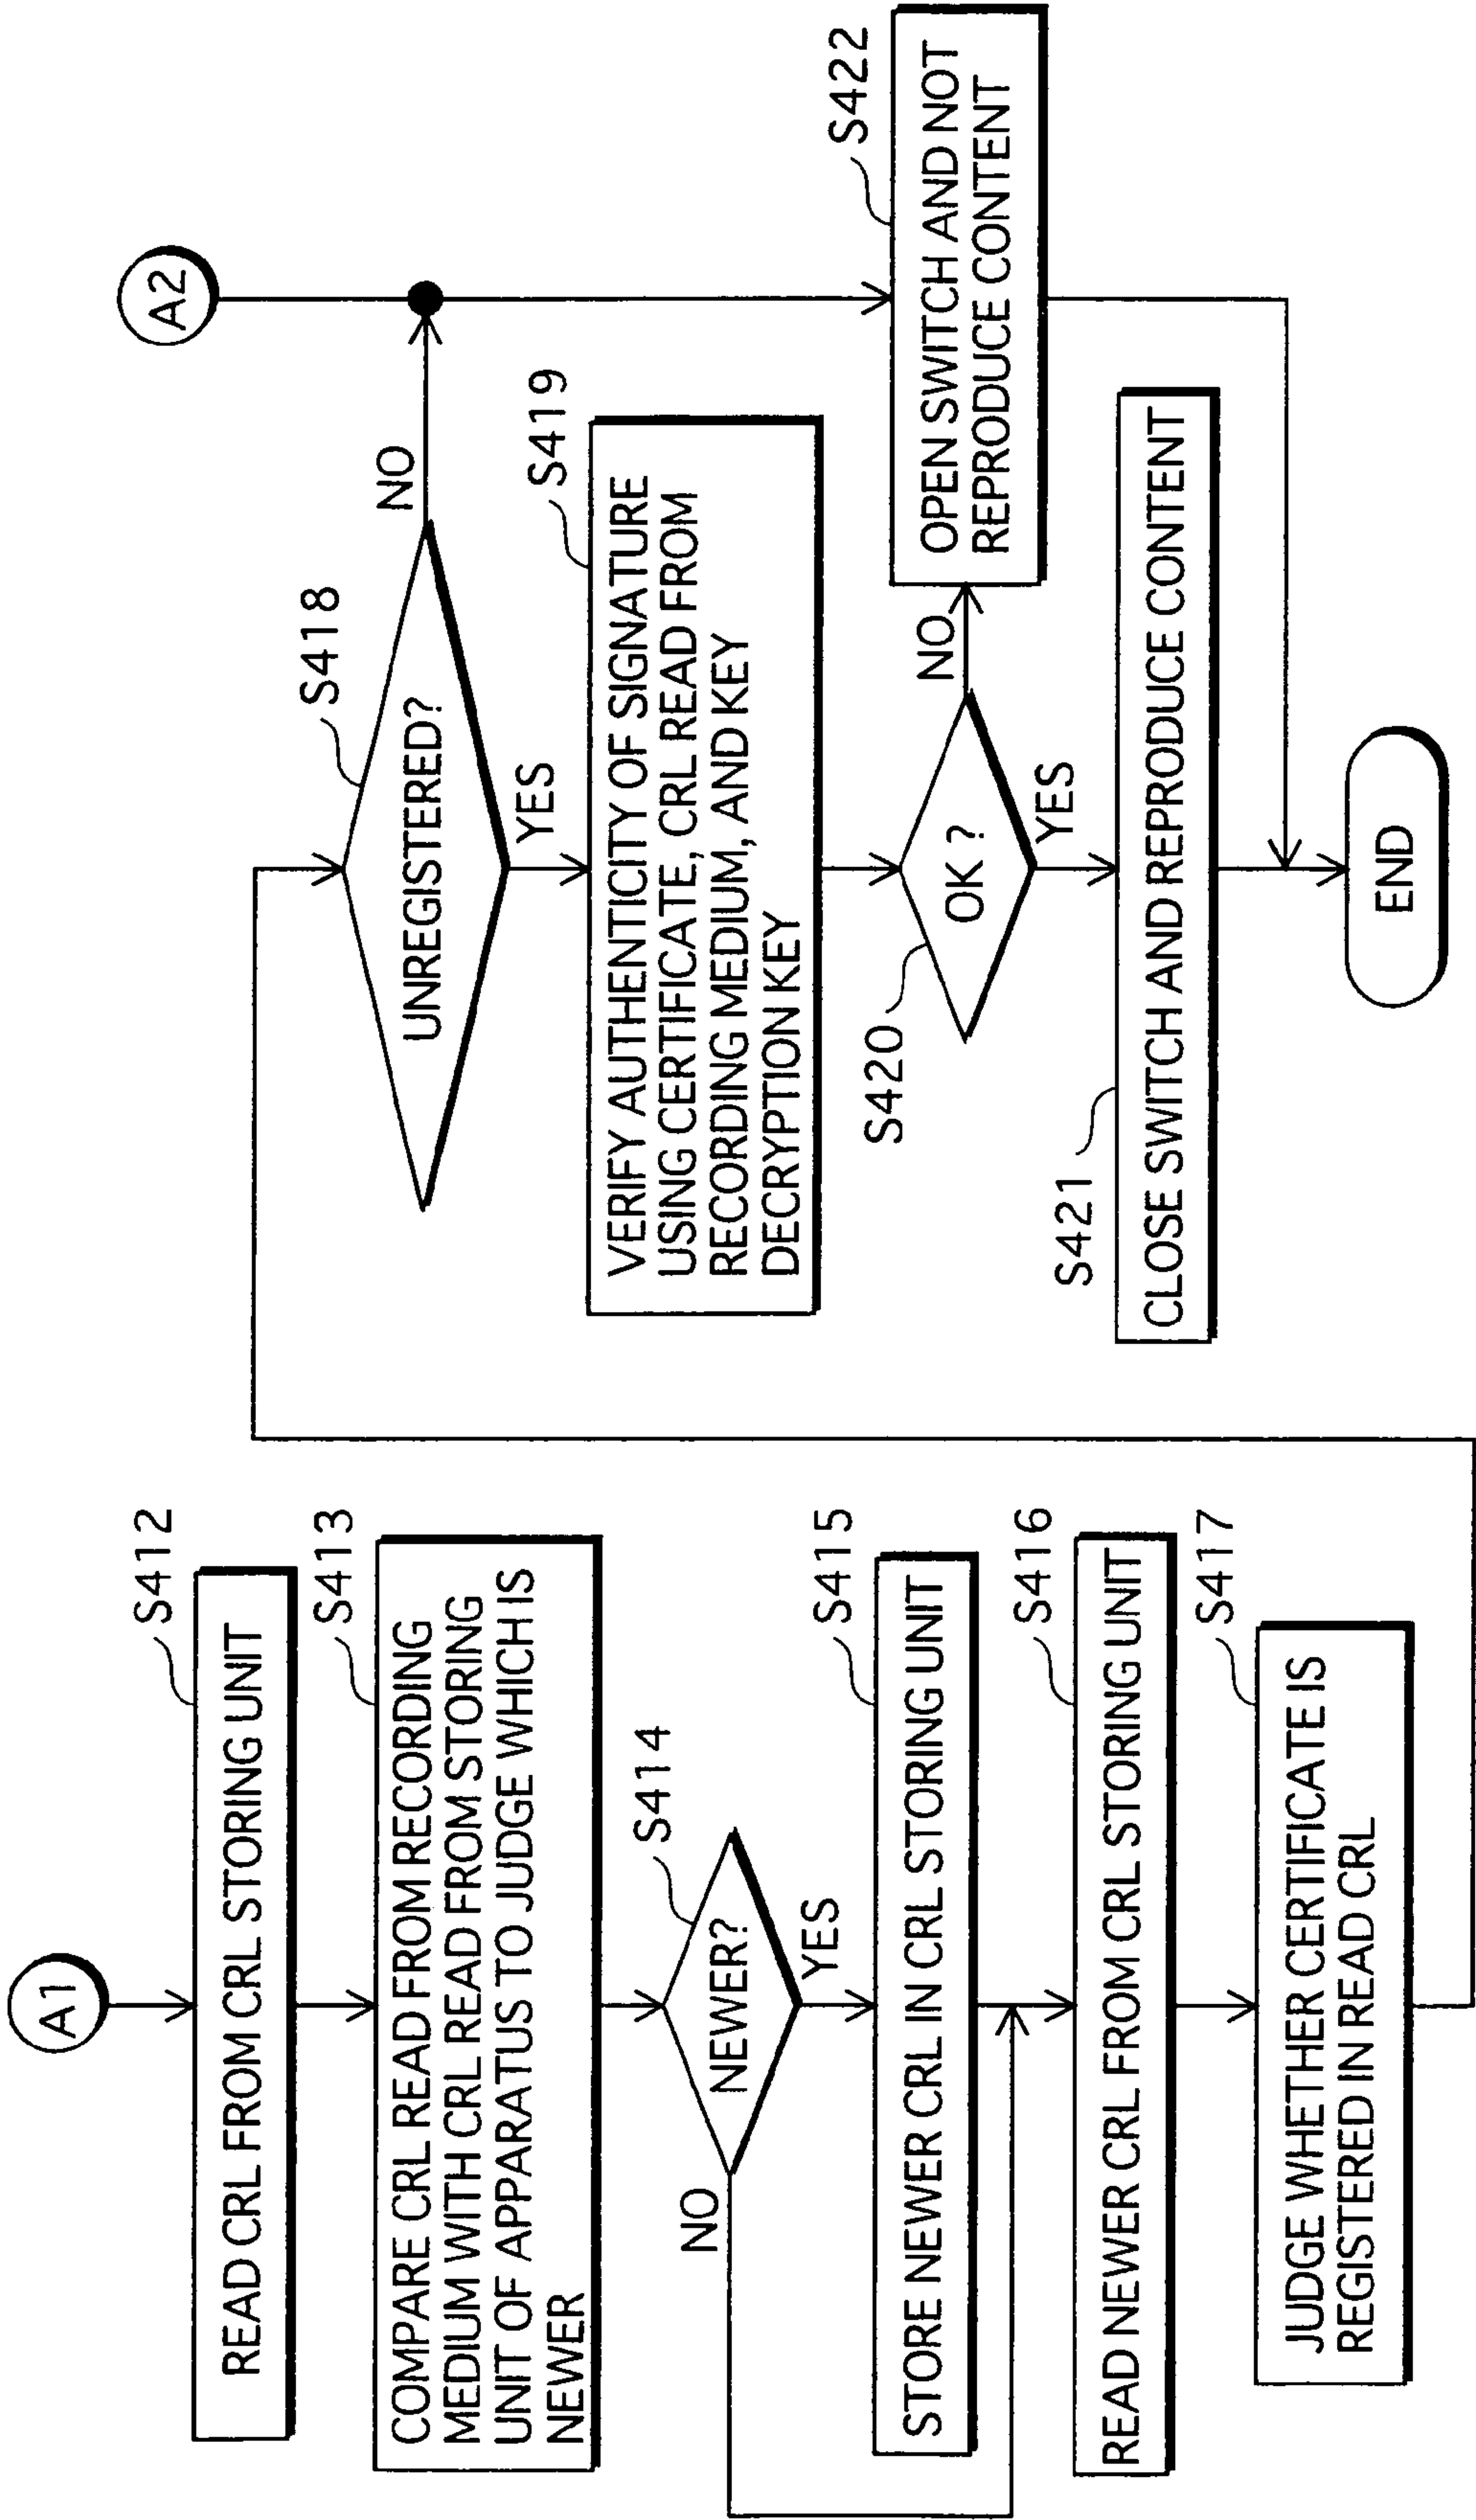 A1
S412
READ CRL FROM CRL STORING UNIT
S413
COMPARE CRL READ FROM RECORDING
MEDIUM WITH CRL READ FROM STORING
UNIT OF APPARATUS TO JUDGE WHICH IS
NEWER
S414
NEWER?
NO
YES
S415
STORE NEWER CRL IN CRL STORING UNIT
S416
READ NEWER CRL FROM CRL STORING UNIT
S417
JUDGE WHETHER CERTIFICATE IS
REGISTERED IN READ CRL
A2
S418
UNREGISTERED?
NO
YES
S419
VERIFY AUTHENTICITY OF SIGNATURE
USING CERTIFICATE, CRL READ FROM
RECORDING MEDIUM, AND KEY
DECRYPTION KEY
S420
OK?
NO
YES
S422
OPEN SWITCH AND NOT
REPRODUCE CONTENT
S421
CLOSE SWITCH AND REPRODUCE CONTENT
END